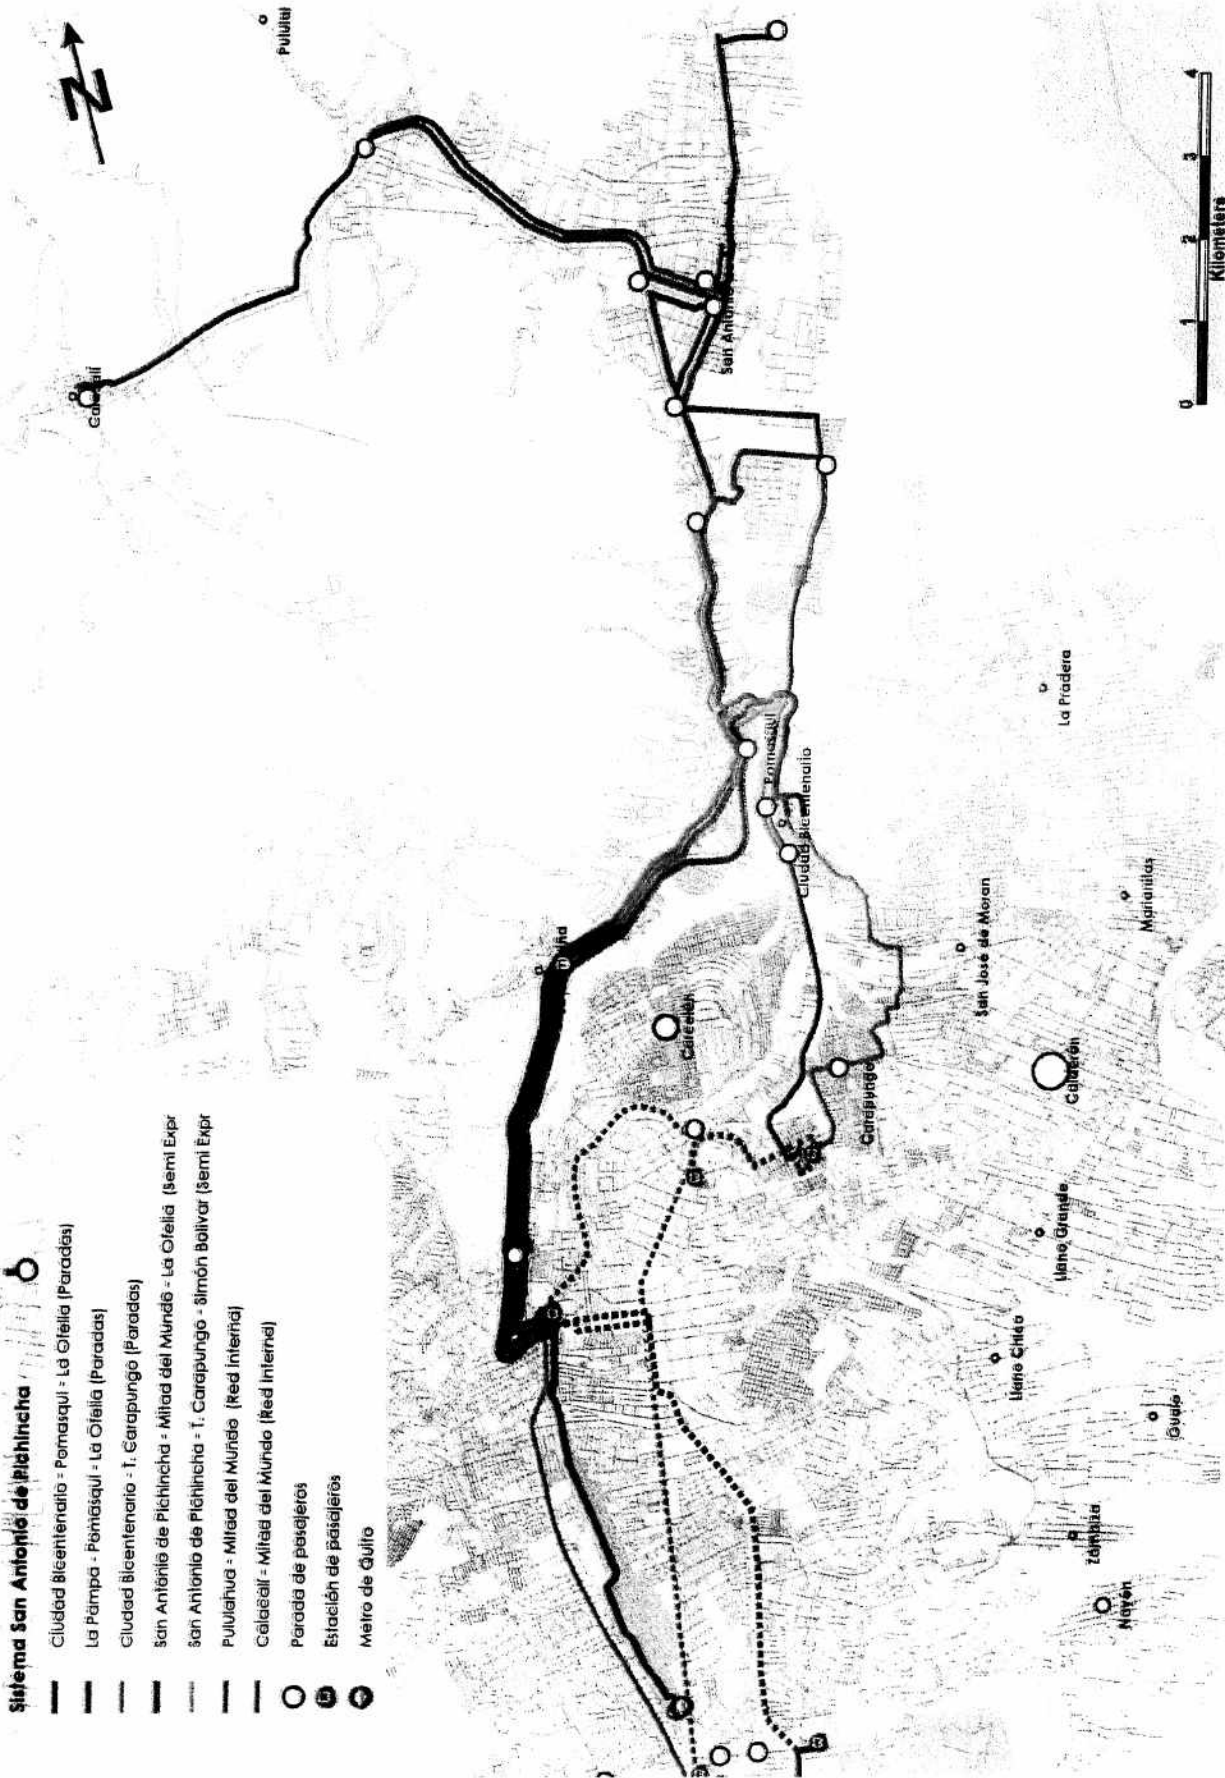 Sistema San Antonio de Pichincha
Ciudad Bicentenario - Pomasqui - La Ofelia (Paradas)
La Pampa - Pomasqui - La Ofelia (Paradas)
Ciudad Bicentenario - T. Carapungo (Paradas)
San Antonio de Pichincha - Mitad del Mundo - La Ofelia (Semi Expr
San Antonio de Pichincha - T. Carapungo - Simón Bolívar (Semi Expr
Pululahua - Mitad del Mundo (Red Interna)
Calacalí - Mitad del Mundo (Red Interna)
Parada de pasajeros
Estación de pasajeros
Metro de Quito
N
Pululal
Calacalí
San Antonio
Pomasqui
Ciudad Bicentenario
La Pradera
Marianitas
San José de Moran
Carcelén
Carapungo
Calderón
Llano Grande
Llano Chico
Gualo
Zámbiza
Nayón
0 1 2 3 4
Kilometers